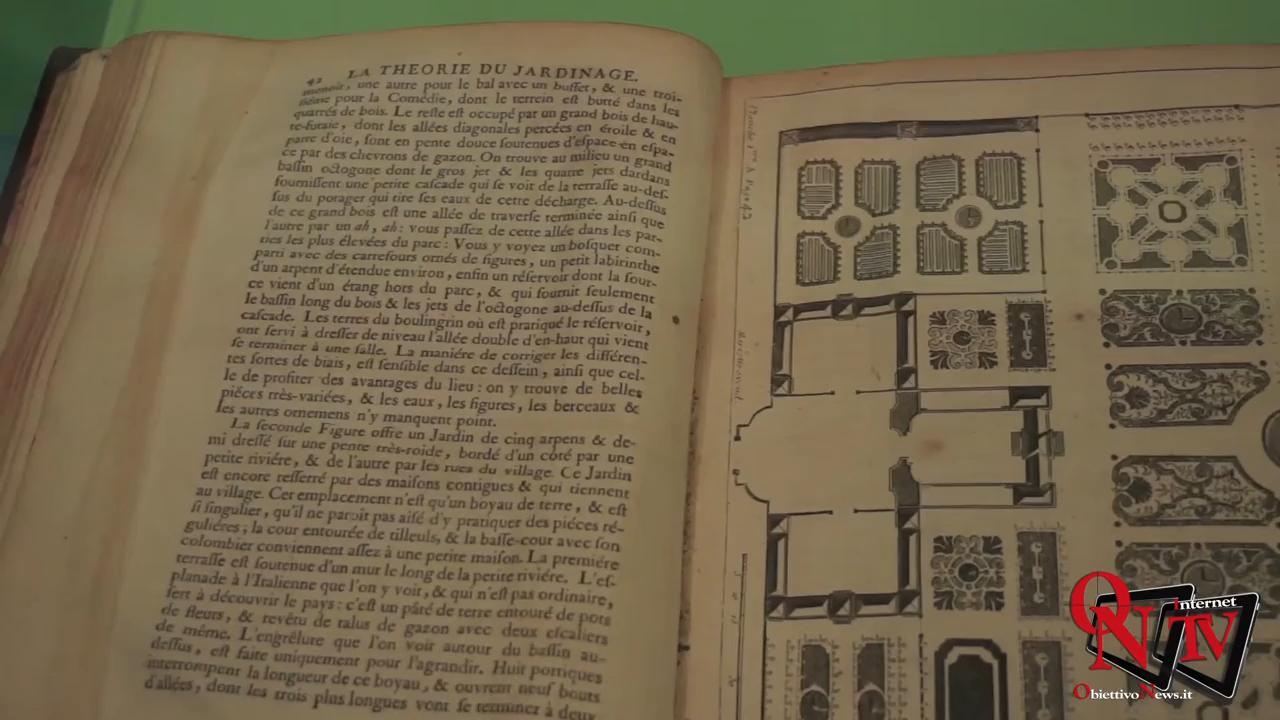 42 LA THEORIE DU JARDINAGE.
menoir, une autre pour le bal avec un buffet, & une troi-
siéme pour la Comédie, dont le terrein est butté dans les
quarrés de bois. Le reste est occupé par un grand bois de hau-
te-futaie, dont les allées diagonales percées en étoile & en
patte d'oie, sont en pente douce soutenues d'espace en espa-
ce par des chevrons de gazon. On trouve au milieu un grand
bassin octogone dont le gros jet & les quatre jets dardans
fournissent une petite cascade qui se voit de la terrasse au-des-
sus du potager qui tire ses eaux de cette décharge. Au-dessus
de ce grand bois est une allée de traverse terminée ainsi que
l'autre par un ah, ah: vous passez de cette allée dans les par-
ties les plus élevées du parc: Vous y voyez un bosquet com-
parti avec des carrefours ornés de figures, un petit labirinthe
d'un arpent d'étendue environ, enfin un réservoir dont la sour-
ce vient d'un étang hors du parc, & qui fournit seulement
le bassin long du bois & les jets de l'octogone au-dessus de la
cascade. Les terres du boulingrin où est pratiqué le réservoir,
ont servi à dresser de niveau l'allée double d'en-haut qui vient
se terminer à une salle. La maniére de corriger les différen-
tes sortes de biais, est sensible dans ce dessein, ainsi que cel-
le de profiter des avantages du lieu: on y trouve de belles
piéces très-variées, & les eaux, les figures, les berceaux &
les autres ornemens n'y manquent point.
La seconde Figure offre un Jardin de cinq arpens & de-
mi dressé sur une pente très-roide, bordé d'un côté par une
petite riviére, & de l'autre par les rues du village. Ce Jardin
est encore resserré par des maisons contigues & qui tiennent
au village. Cet emplacement n'est qu'un boyau de terre, & est
si singulier, qu'il ne paroît pas aisé d'y pratiquer des piéces ré-
guliéres; la cour entourée de tilleuls, & la basse-cour avec son
colombier conviennent assez à une petite maison. La premiére
terrasse est soutenue d'un mur le long de la petite riviére. L'es-
planade à l'Italienne que l'on y voit, & qui n'est pas ordinaire,
sert à découvrir le pays: c'est un pâté de terre entouré de pots
de fleurs, & revêtu de talus de gazon avec deux escaliers
de même. L'engrêlure que l'on voit autour du bassin au-
dessus, est faite uniquement pour l'agrandir. Huit portiques
interrompent la longueur de ce boyau, & ouvrent neuf bouts
d'allées, dont les trois plus longues vont se terminer à deux
ON Internet TV
ObiettivoNews.it